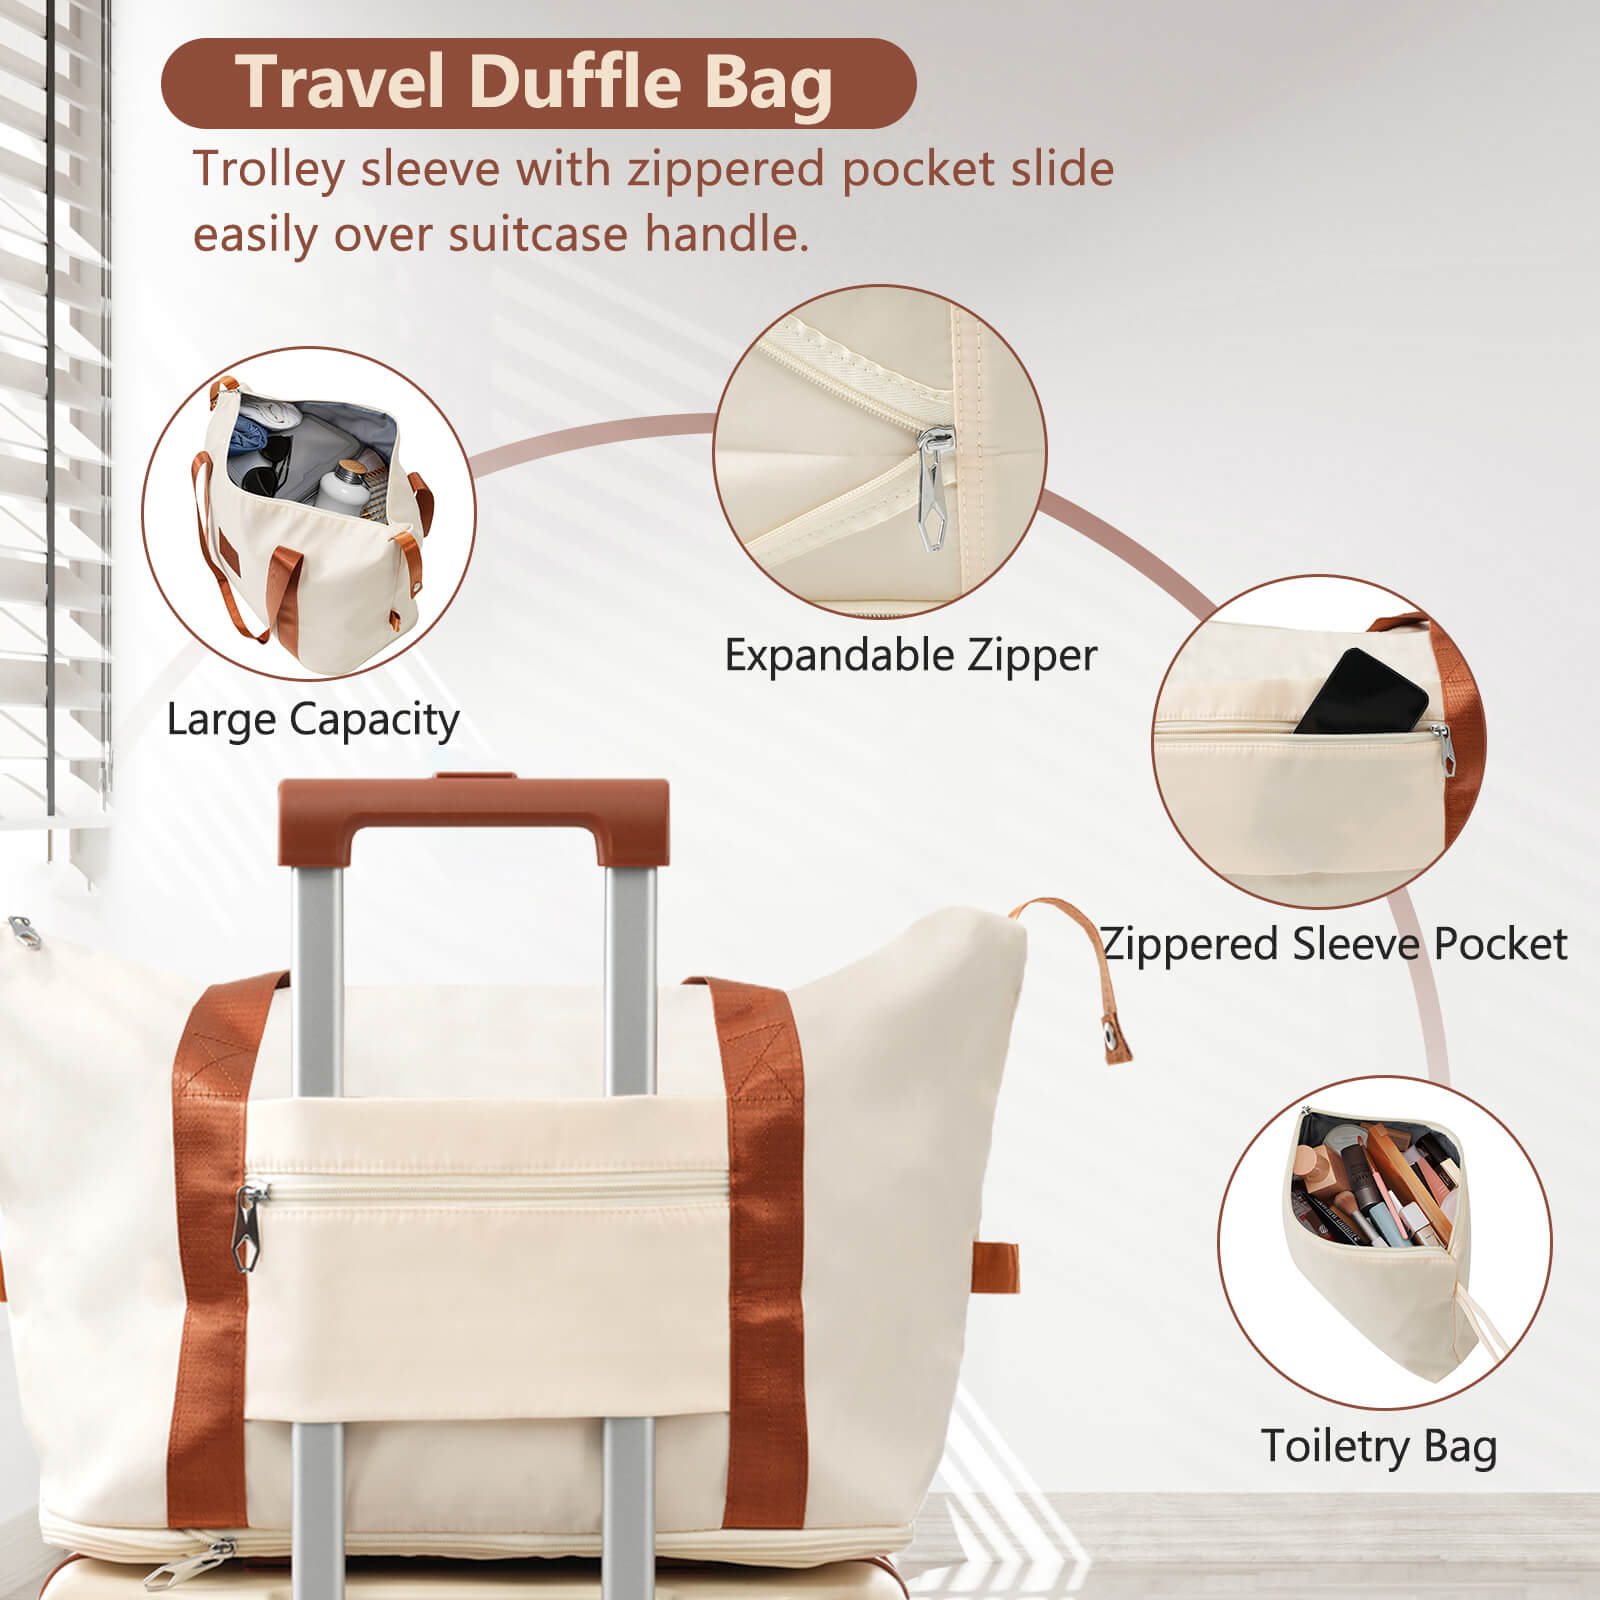 Travel Duffle Bag
Trolley sleeve with zippered pocket slide
easily over suitcase handle.
Large Capacity
Expandable Zipper
Zippered Sleeve Pocket
Toiletry Bag